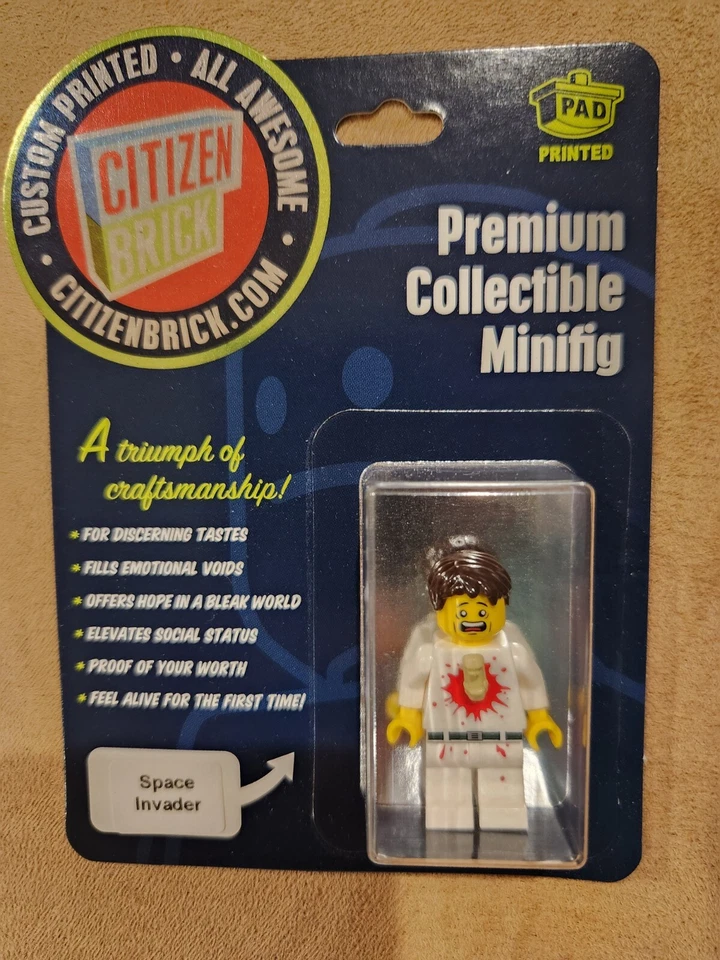 CUSTOM PRINTED • ALL AWESOME
CITIZEN
BRICK
• CITIZENBRICK.COM •
PAD
PRINTED
Premium
Collectible
Minifig
A triumph of
craftsmanship!
* FOR DISCERNING TASTES
* FILLS EMOTIONAL VOIDS
* OFFERS HOPE IN A BLEAK WORLD
* ELEVATES SOCIAL STATUS
* PROOF OF YOUR WORTH
* FEEL ALIVE FOR THE FIRST TIME!
Space
Invader